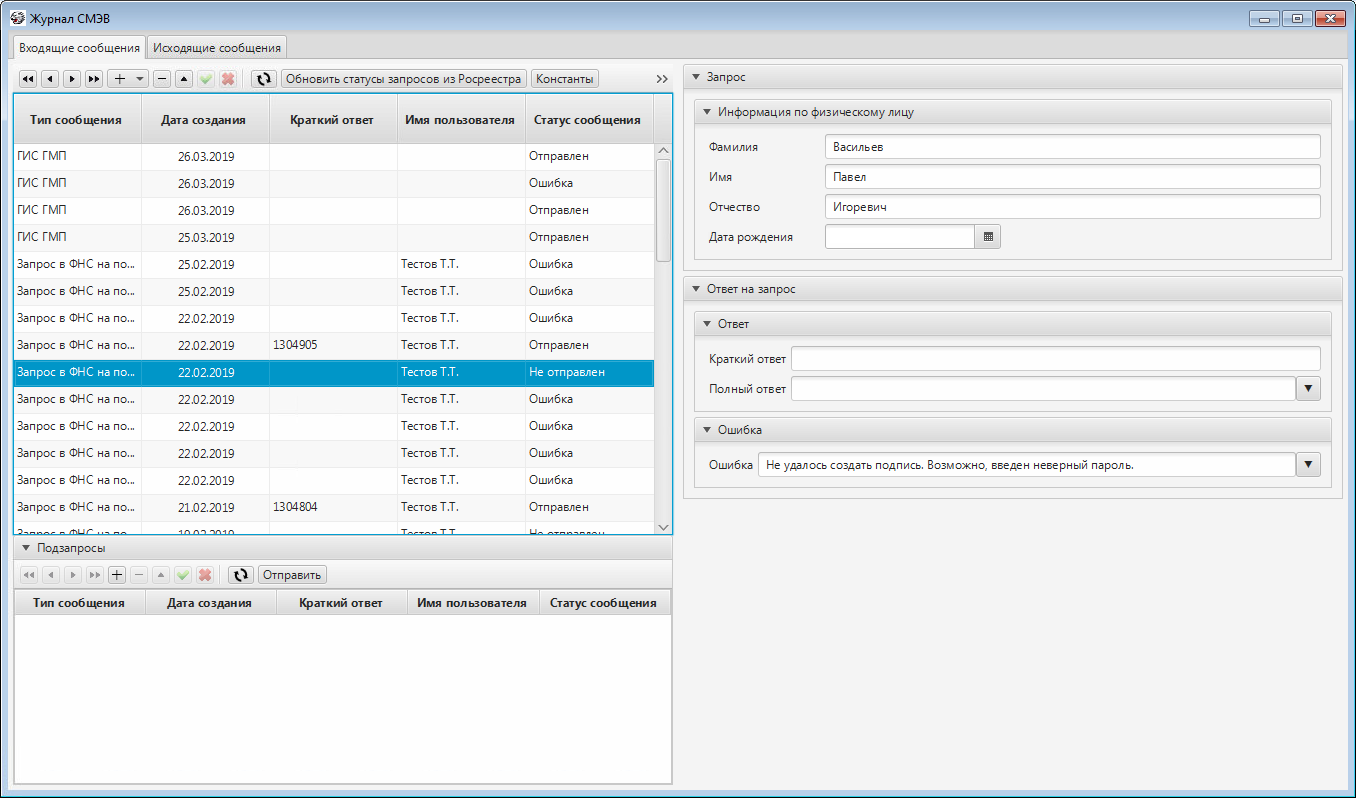 Журнал СМЭВ
Входящие сообщения Исходящие сообщения
Обновить статусы запросов из Росреестра Константы
Тип сообщения Дата создания Краткий ответ Имя пользователя Статус сообщения
ГИС ГМП 26.03.2019 Отправлен
ГИС ГМП 26.03.2019 Ошибка
ГИС ГМП 26.03.2019 Отправлен
ГИС ГМП 25.03.2019 Отправлен
Запрос в ФНС на по... 25.02.2019 Тестов Т.Т. Ошибка
Запрос в ФНС на по... 25.02.2019 Тестов Т.Т. Ошибка
Запрос в ФНС на по... 22.02.2019 Тестов Т.Т. Ошибка
Запрос в ФНС на по... 22.02.2019 1304905 Тестов Т.Т. Отправлен
Запрос в ФНС на по... 22.02.2019 Тестов Т.Т. Не отправлен
Запрос в ФНС на по... 22.02.2019 Тестов Т.Т. Ошибка
Запрос в ФНС на по... 22.02.2019 Тестов Т.Т. Ошибка
Запрос в ФНС на по... 22.02.2019 Тестов Т.Т. Ошибка
Запрос в ФНС на по... 22.02.2019 Тестов Т.Т. Ошибка
Запрос в ФНС на по... 21.02.2019 1304804 Тестов Т.Т. Отправлен
Запрос в ФНС на по... 19.02.2019 Тестов Т.Т. Не отправлен
Подзапросы
Отправить
Тип сообщения Дата создания Краткий ответ Имя пользователя Статус сообщения
Запрос
Информация по физическому лицу
Фамилия Васильев
Имя Павел
Отчество Игоревич
Дата рождения
Ответ на запрос
Ответ
Краткий ответ
Полный ответ
Ошибка
Ошибка Не удалось создать подпись. Возможно, введен неверный пароль.